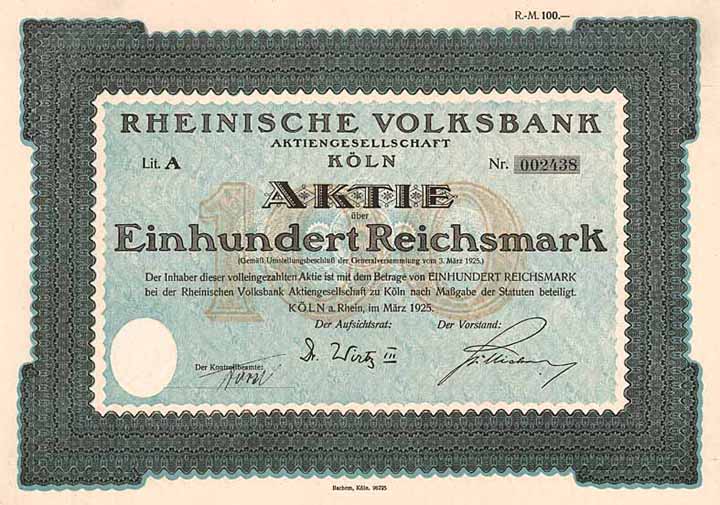 R.-M. 100.—
RHEINISCHE VOLKSBANK
AKTIENGESELLSCHAFT
KÖLN
Lit. A
Nr. 002438
100
AKTIE
über
Einhundert Reichsmark
(Gemäß Umstellungsbeschluß der Generalversammlung vom 3. März 1925.)
Der Inhaber dieser volleingezahlten Aktie ist mit dem Betrage von EINHUNDERT REICHSMARK
bei der Rheinischen Volksbank Aktiengesellschaft zu Köln nach Maßgabe der Statuten beteiligt.
KÖLN a. Rhein, im März 1925.
Der Aufsichtsrat:
Der Vorstand:
Dr. Wirtz III
Der Kontrollbeamte:
Bachem, Köln. 96225